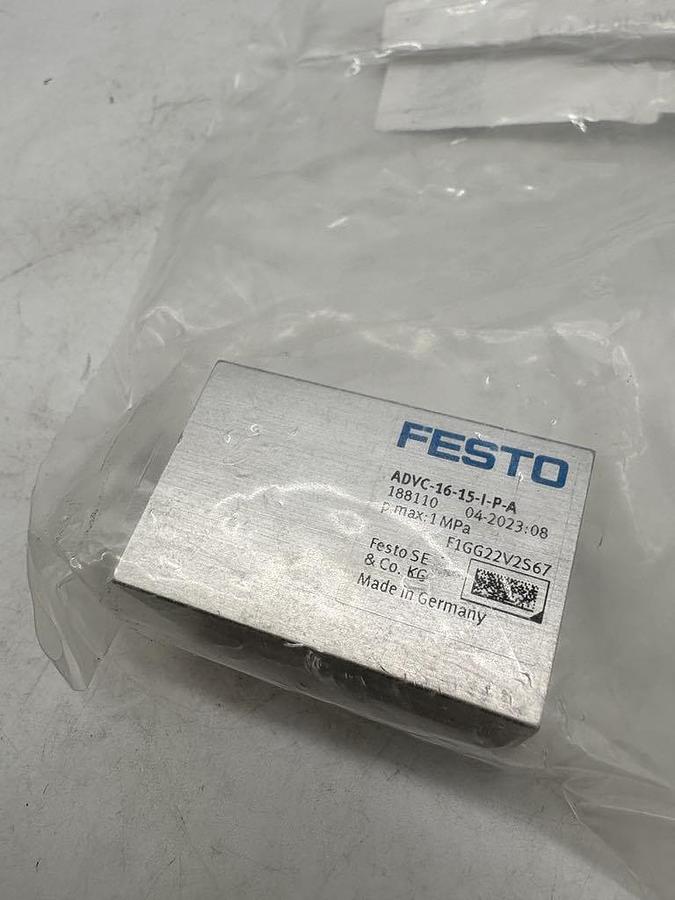 FESTO
ADVC-16-15-I-P-A
188110 04-2023:08
p.max:1 MPa
F1GG22V2S67
Festo SE
& Co. KG
Made in Germany